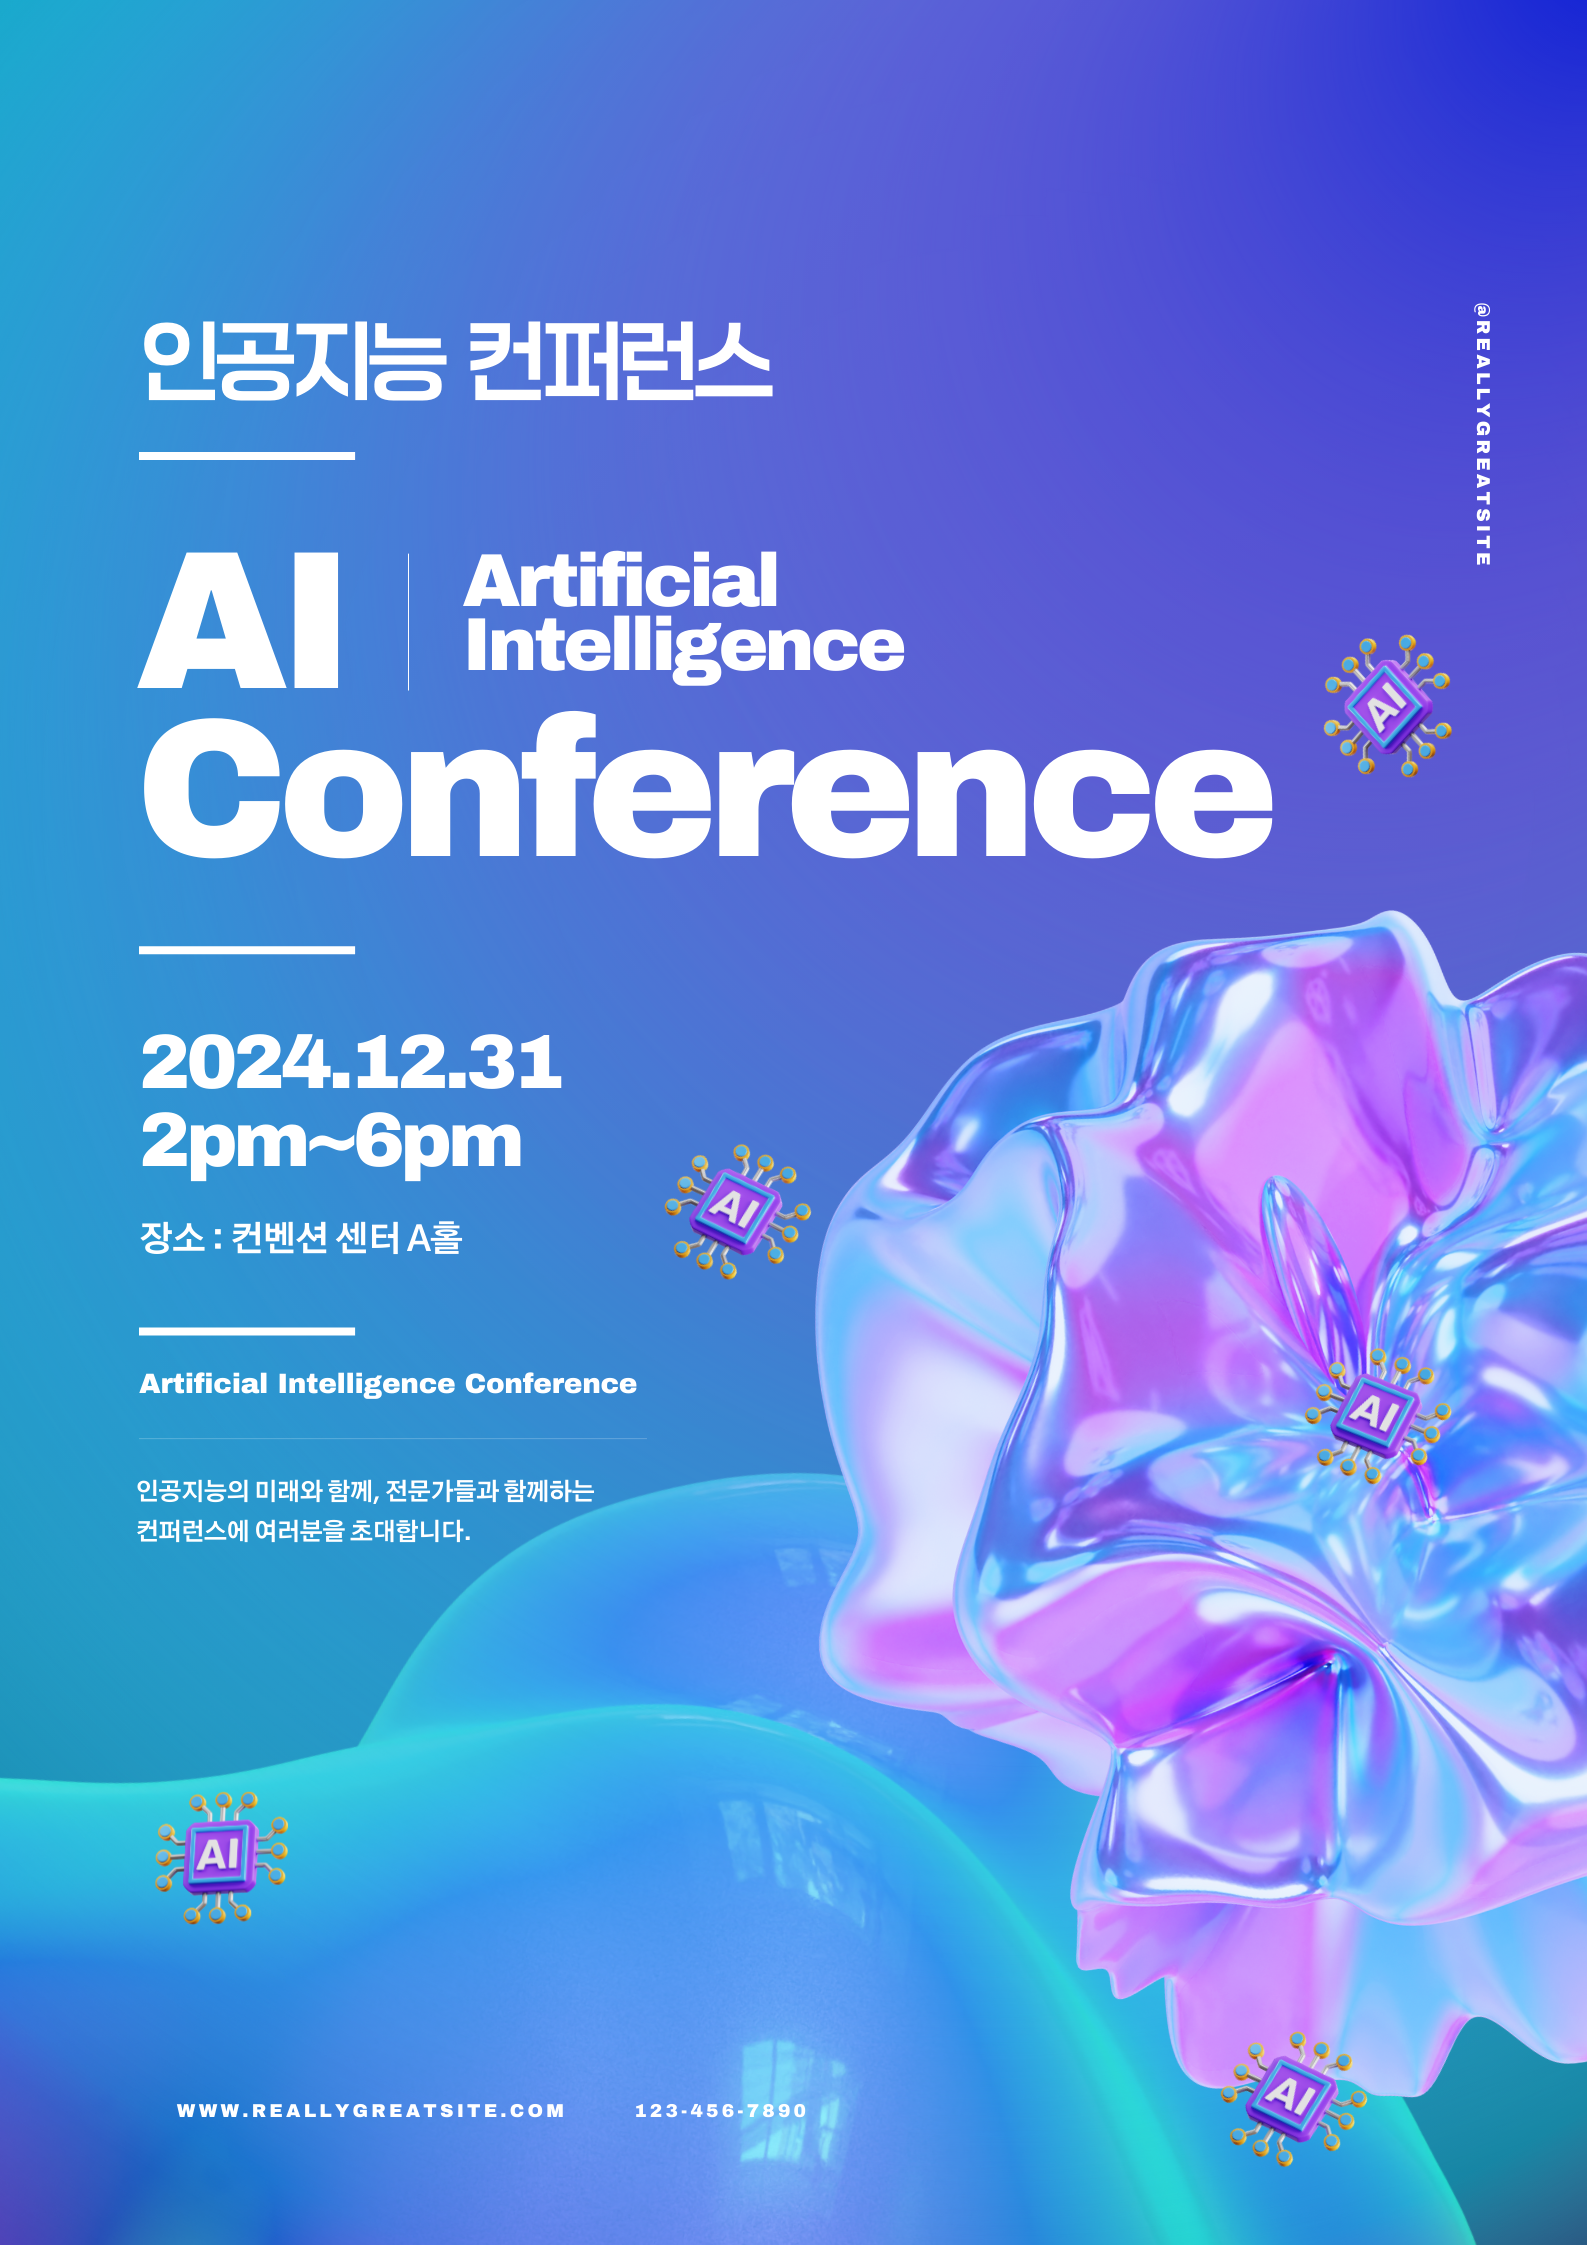 인공지능 컨퍼런스
@REALLYGREATSITE
AI
Artificial
Intelligence
Conference
AI
2024.12.31
2pm~6pm
장소 : 컨벤션 센터 A홀
AI
Artificial Intelligence Conference
AI
인공지능의 미래와 함께, 전문가들과 함께하는
컨퍼런스에 여러분을 초대합니다.
AI
AI
WWW.REALLYGREATSITE.COM 123-456-7890